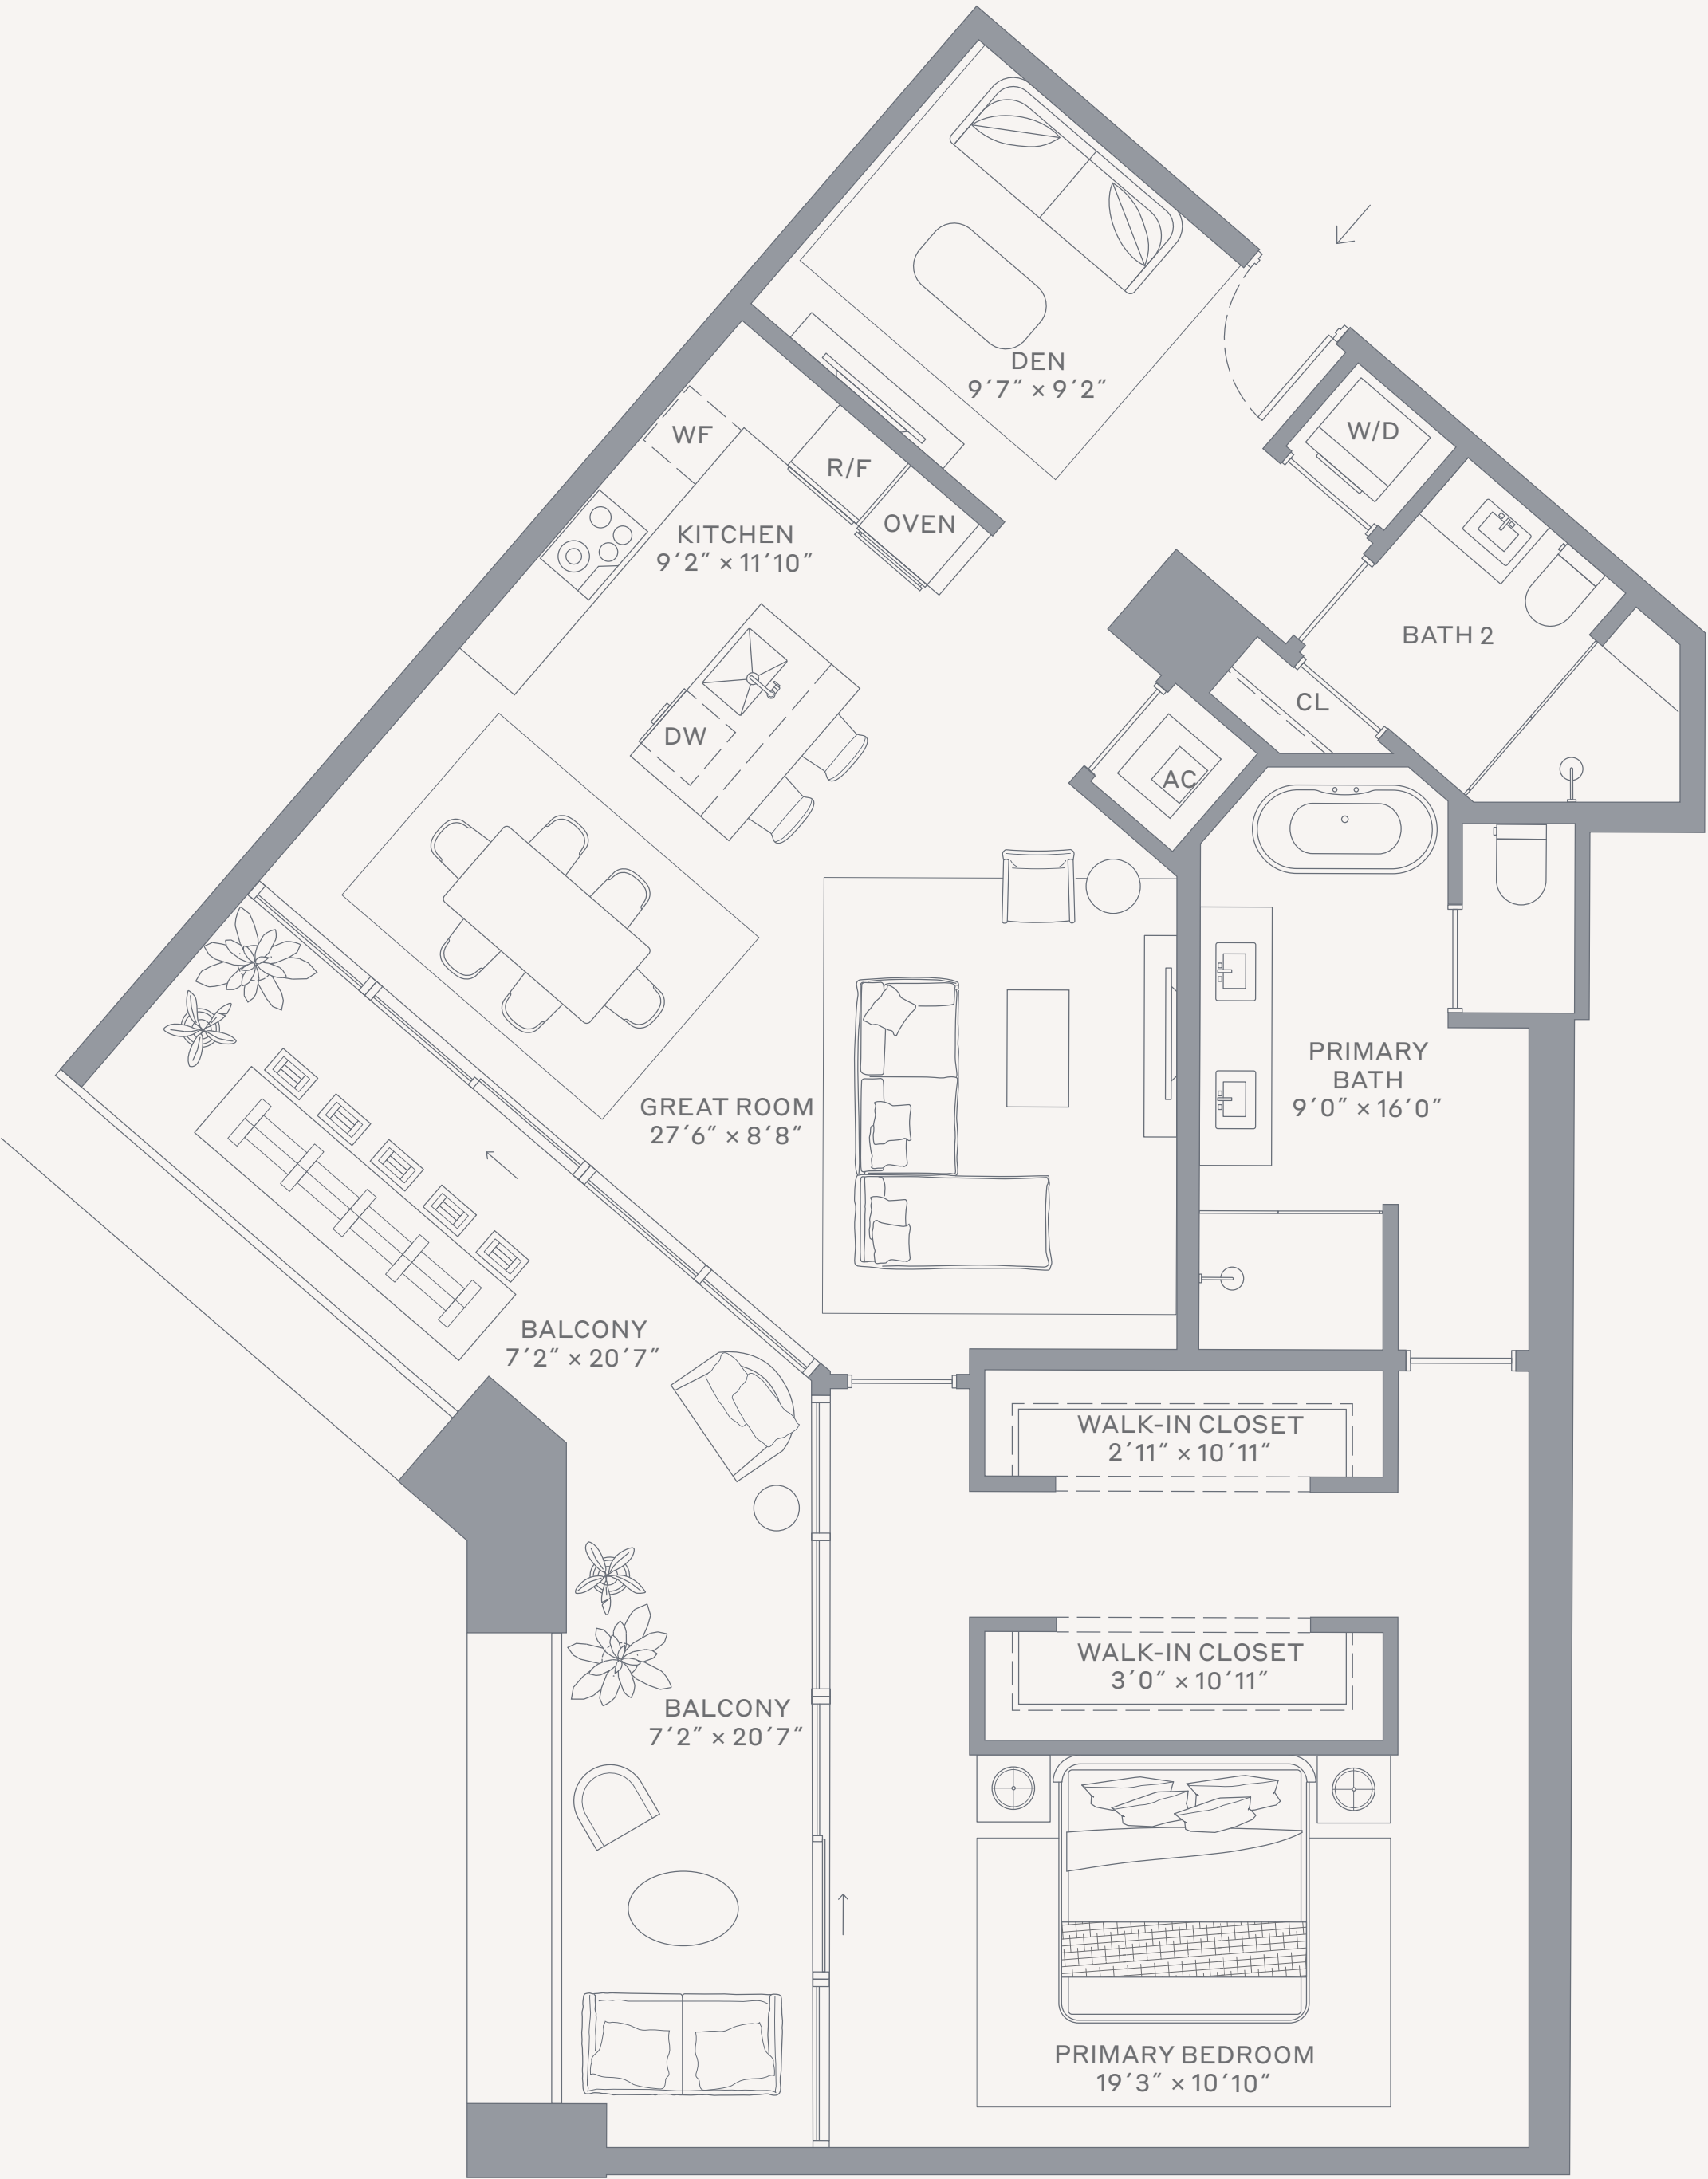 DEN
9′7″ × 9′2″
W/D
WF
R/F
OVEN
KITCHEN
9′2″ × 11′10″
BATH 2
CL
DW
AC
PRIMARY
BATH
9′0″ × 16′0″
GREAT ROOM
27′6″ × 8′8″
BALCONY
7′2″ × 20′7″
WALK-IN CLOSET
2′11″ × 10′11″
WALK-IN CLOSET
3′0″ × 10′11″
BALCONY
7′2″ × 20′7″
PRIMARY BEDROOM
19′3″ × 10′10″